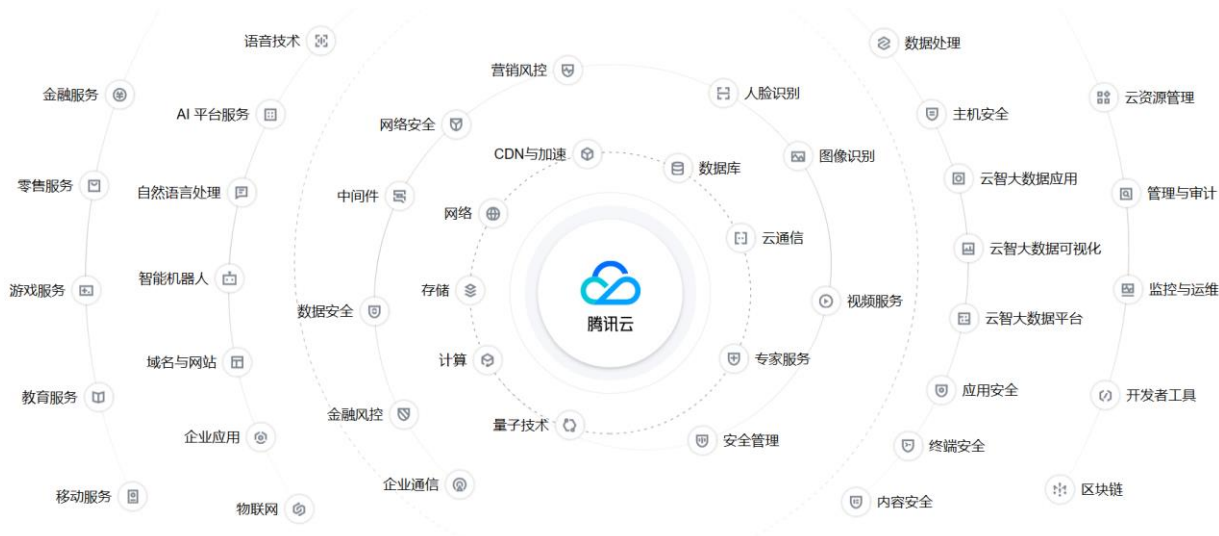 语音技术
数据处理
营销风控
人脸识别
金融服务
云资源管理
AI 平台服务
主机安全
网络安全
CDN与加速
数据库
图像识别
零售服务
自然语言处理
中间件
云智大数据应用
管理与审计
网络
云通信
云智大数据可视化
智能机器人
游戏服务
存储
监控与运维
数据安全
视频服务
腾讯云
云智大数据平台
域名与网站
计算
专家服务
教育服务
应用安全
开发者工具
金融风控
企业应用
量子技术
安全管理
终端安全
企业通信
移动服务
区块链
物联网
内容安全